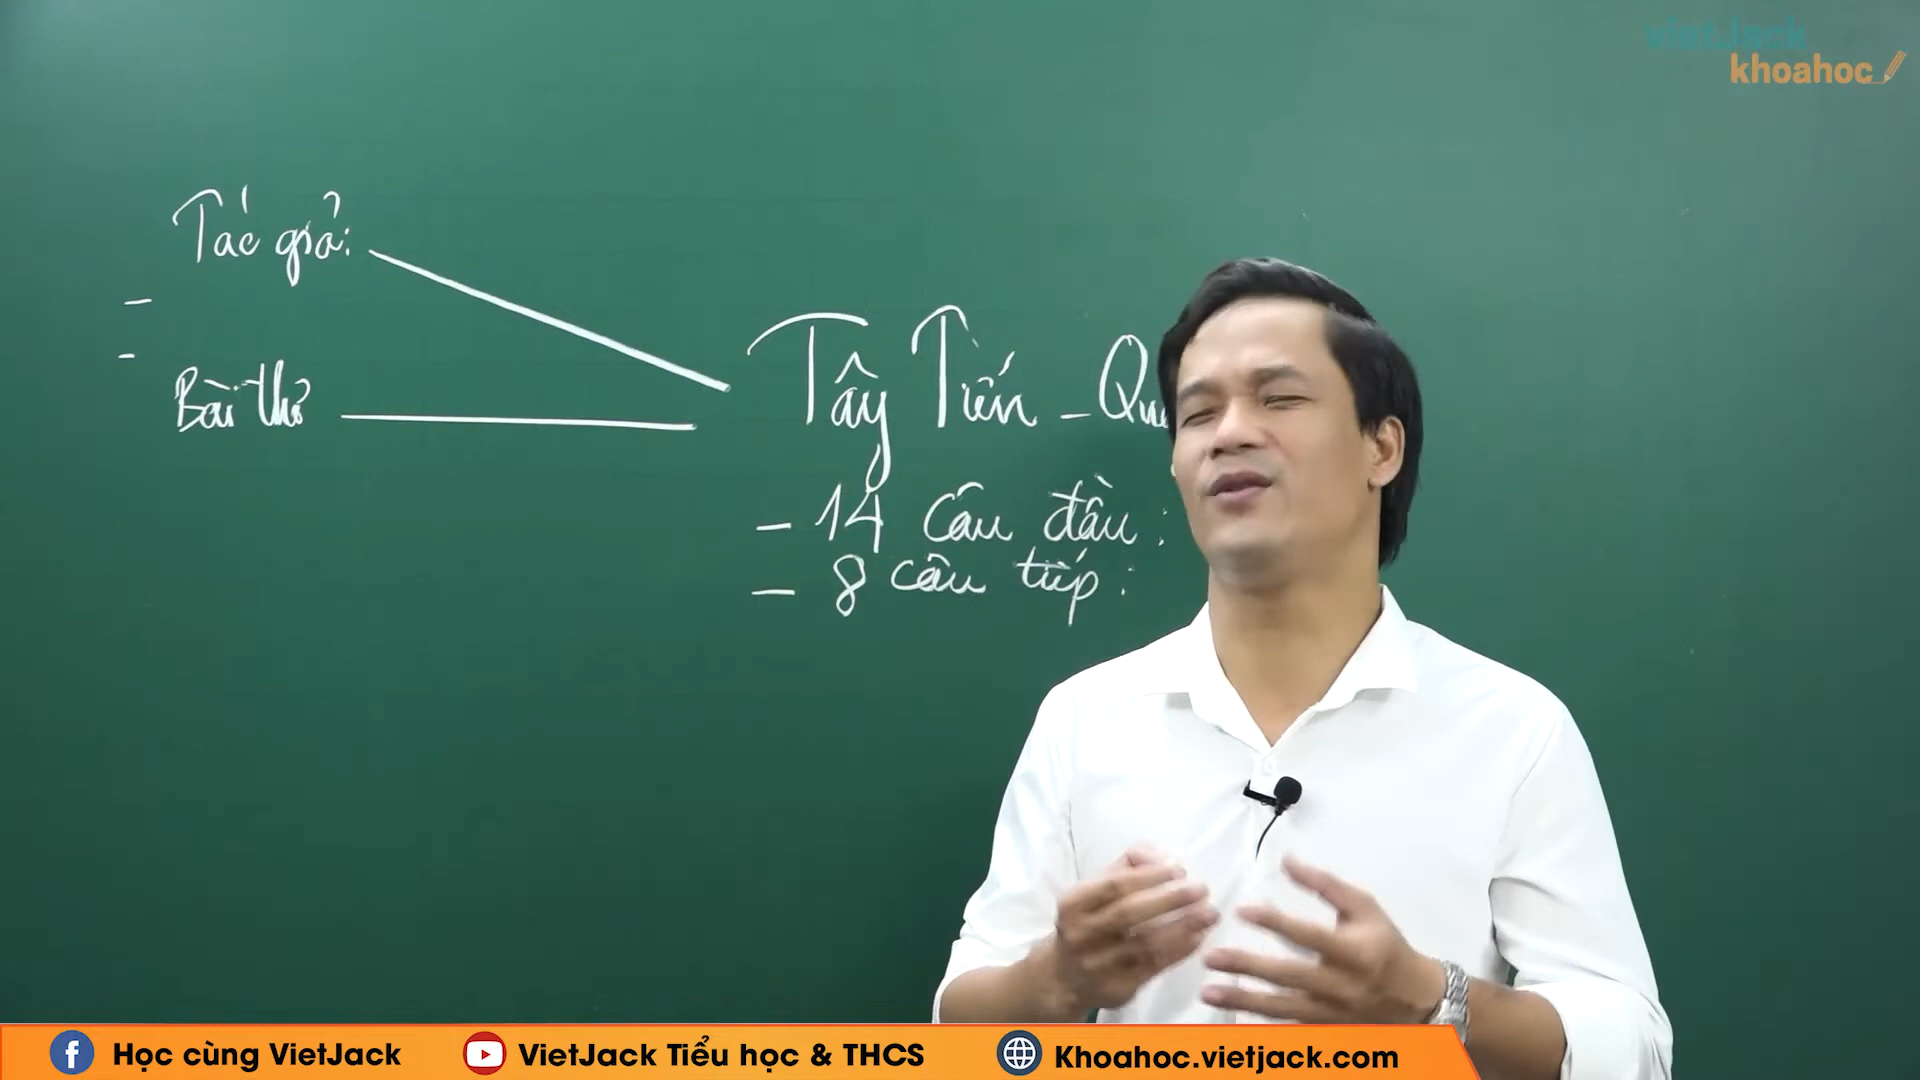 vietJack
khoahoc
Tác giả:
-
-
Bài thơ
Tây Tiến - Qu
- 14 câu đầu:
- 8 câu tiếp:
Học cùng VietJack
VietJack Tiểu học & THCS
Khoahoc.vietjack.com